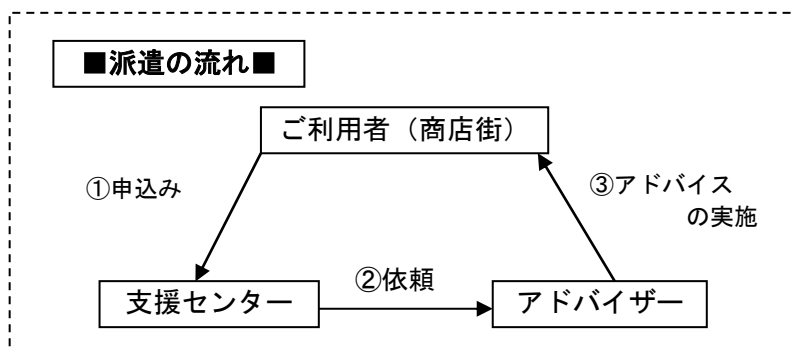 ■派遣の流れ■
ご利用者（商店街）
①申込み
③アドバイス
の実施
②依頼
支援センター
アドバイザー